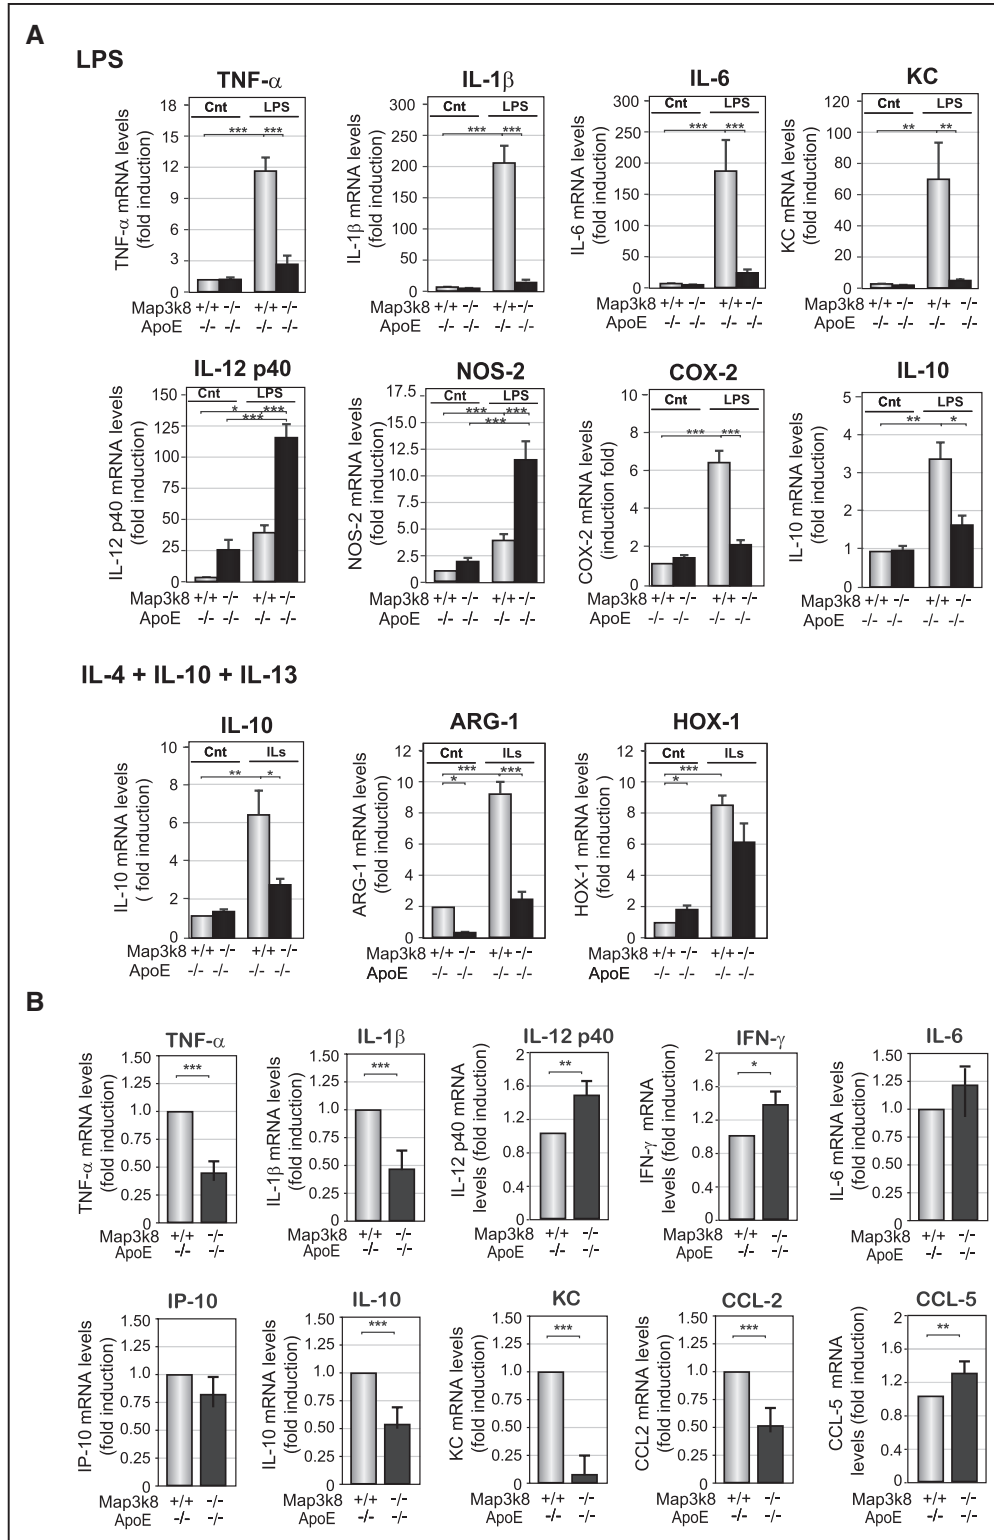 A
LPS
TNF-α IL-1β IL-6 KC
TNF-α mRNA levels
(fold induction)
18
15
12
9
6
3
0
Cnt LPS
*** ***
Map3k8 +/+ -/- +/+ -/-
ApoE -/- -/- -/- -/-
IL-1β mRNA levels
(fold induction)
300
250
200
150
100
50
0
Cnt LPS
*** ***
Map3k8 +/+ -/- +/+ -/-
ApoE -/- -/- -/- -/-
IL-6 mRNA levels
(fold induction)
300
250
200
150
100
50
0
Cnt LPS
*** ***
Map3k8 +/+ -/- +/+ -/-
ApoE -/- -/- -/- -/-
KC mRNA levels
(fold induction)
120
100
80
60
40
20
0
Cnt LPS
** **
Map3k8 +/+ -/- +/+ -/-
ApoE -/- -/- -/- -/-
IL-12 p40 NOS-2 COX-2 IL-10
IL-12 p40 mRNA levels
(fold induction)
150
125
100
75
50
25
0
Cnt LPS
* ***
***
Map3k8 +/+ -/- +/+ -/-
ApoE -/- -/- -/- -/-
NOS-2 mRNA levels
(fold induction)
17.5
15.0
12.5
10.0
7.5
5.0
2.5
0
Cnt LPS
*** ***
***
Map3k8 +/+ -/- +/+ -/-
ApoE -/- -/- -/- -/-
COX-2 mRNA levels
(induction fold)
10
8
6
4
2
0
Cnt LPS
*** ***
Map3k8 +/+ -/- +/+ -/-
ApoE -/- -/- -/- -/-
IL-10 mRNA levels
(fold induction)
5
4
3
2
1
0
Cnt LPS
** *
Map3k8 +/+ -/- +/+ -/-
ApoE -/- -/- -/- -/-
IL-4 + IL-10 + IL-13
IL-10 ARG-1 HOX-1
IL-10 mRNA levels
( fold induction)
10
8
6
4
2
0
Cnt ILs
** *
Map3k8 +/+ -/- +/+ -/-
ApoE -/- -/- -/- -/-
ARG-1 mRNA levels
(fold induction)
12
10
8
6
4
2
0
Cnt ILs
*** ***
*
Map3k8 +/+ -/- +/+ -/-
ApoE -/- -/- -/- -/-
HOX-1 mRNA levels
(fold induction )
12
10
8
6
4
2
0
Cnt ILs
***
*
Map3k8 +/+ -/- +/+ -/-
ApoE -/- -/- -/- -/-
B
TNF-α IL-1β IL-12 p40 IFN-γ IL-6
TNF-α mRNA levels
(fold induction)
1.50
1.25
1.0
0.75
0.50
0.25
0
***
Map3k8 +/+ -/-
ApoE -/- -/-
IL-1β mRNA levels
(fold induction)
1.50
1.25
1.0
0.75
0.50
0.25
0
***
Map3k8 +/+ -/-
ApoE -/- -/-
IL-12 p40 mRNA
levels (fold induction)
2
1.6
1.2
0.8
0.4
0
**
Map3k8 +/+ -/-
ApoE -/- -/-
IFN-γ mRNA
levels (fold induction)
2
1.6
1.2
0.8
0.4
0
*
Map3k8 +/+ -/-
ApoE -/- -/-
IL-6 mRNA levels
(fold induction)
1.50
1.25
1.0
0.75
0.50
0.25
0
Map3k8 +/+ -/-
ApoE -/- -/-
IP-10 IL-10 KC CCL-2 CCL-5
IP-10 mRNA levels
(fold induction)
1.50
1.25
1.0
0.75
0.50
0.25
0
Map3k8 +/+ -/-
ApoE -/- -/-
IL-10 mRNA levels
(fold induction)
1.50
1.25
1.0
0.75
0.50
0.25
0
***
Map3k8 +/+ -/-
ApoE -/- -/-
KC mRNA levels
(fold induction)
1.50
1.25
1.0
0.75
0.50
0.25
0
***
Map3k8 +/+ -/-
ApoE -/- -/-
CCL2 mRNA levels
(fold induction)
1.50
1.25
1.0
0.75
0.50
0.25
0
***
Map3k8 +/+ -/-
ApoE -/- -/-
CCL-5 mRNA
levels (fold induction)
2
1.6
1.2
0.8
0.4
0
**
Map3k8 +/+ -/-
ApoE -/- -/-